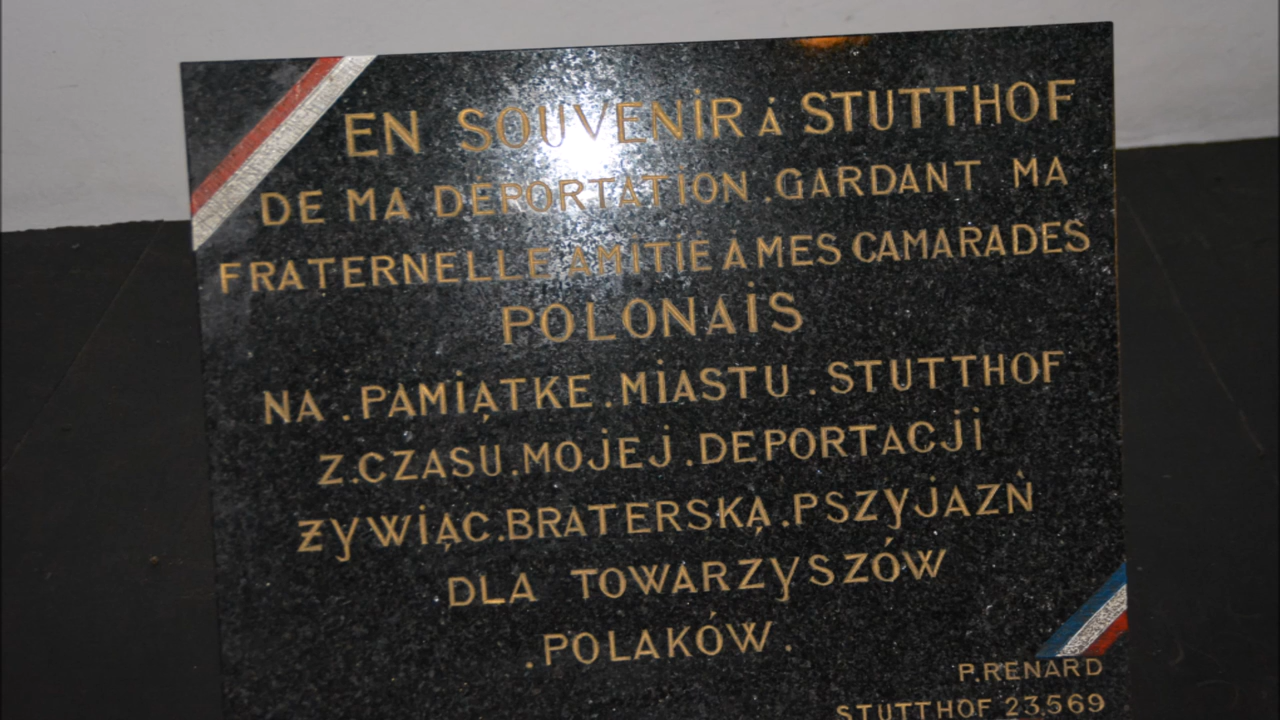 EN SOUVENIR À STUTTHOF
DE MA DEPORTATION .GARDANT MA
FRATERNELLE AMITIE À MES CAMARADES
POLONAIS
NA .PAMIĄTKE .MIASTU . STUTTHOF
Z.CZASU.MOJEJ .DEPORTACJI
ŻYWIĄC.BRATERSKĄ.PSZYJAZŃ
DLA TOWARZYSZÓW
.POLAKÓW.
P.RENARD
STUTTHOF 23.569